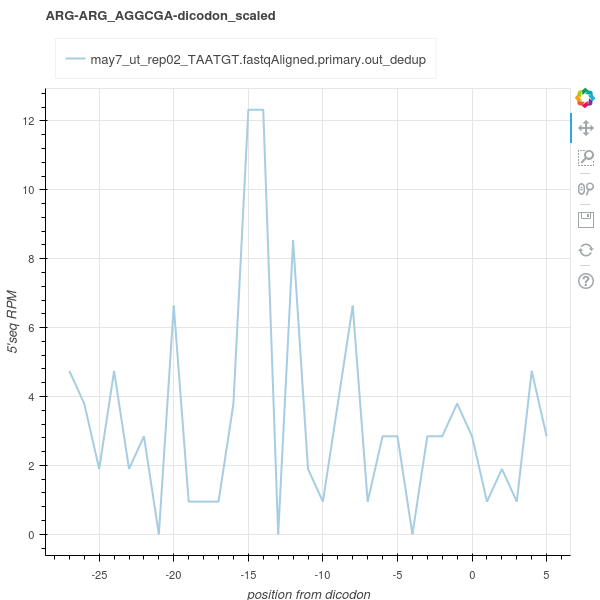 ARG-ARG_AGGCGA-dicodon_scaled
may7_ut_rep02_TAATGT.fastqAligned.primary.out_dedup
12
10
8
6
4
2
0
5'seq RPM
-25 -20 -15 -10 -5 0 5
position from dicodon